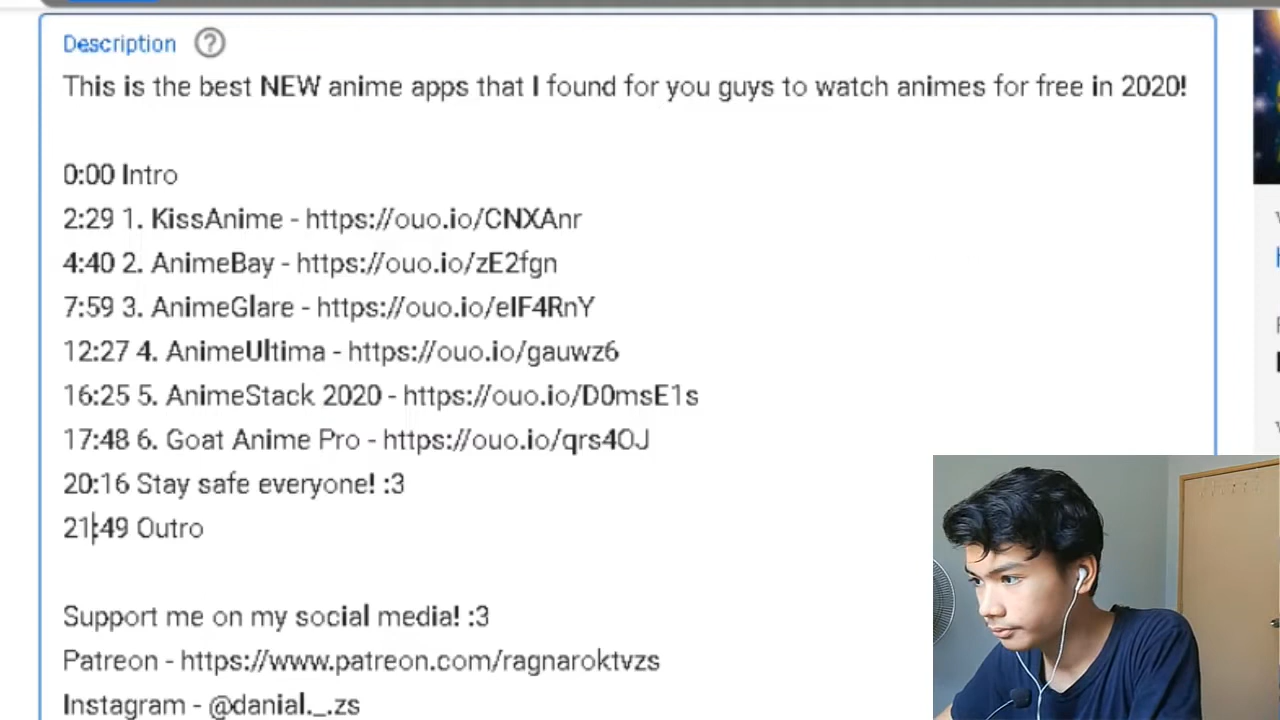 Description ?
This is the best NEW anime apps that I found for you guys to watch animes for free in 2020!
0:00 Intro
2:29 1. KissAnime - https://ouo.io/CNXAnr
4:40 2. AnimeBay - https://ouo.io/zE2fgn
7:59 3. AnimeGlare - https://ouo.io/eIF4RnY
12:27 4. AnimeUltima - https://ouo.io/gauwz6
16:25 5. AnimeStack 2020 - https://ouo.io/D0msE1s
17:48 6. Goat Anime Pro - https://ouo.io/qrs4OJ
20:16 Stay safe everyone! :3
21:49 Outro
Support me on my social media! :3
Patreon - https://www.patreon.com/ragnaroktvzs
Instagram - @danial._.zs